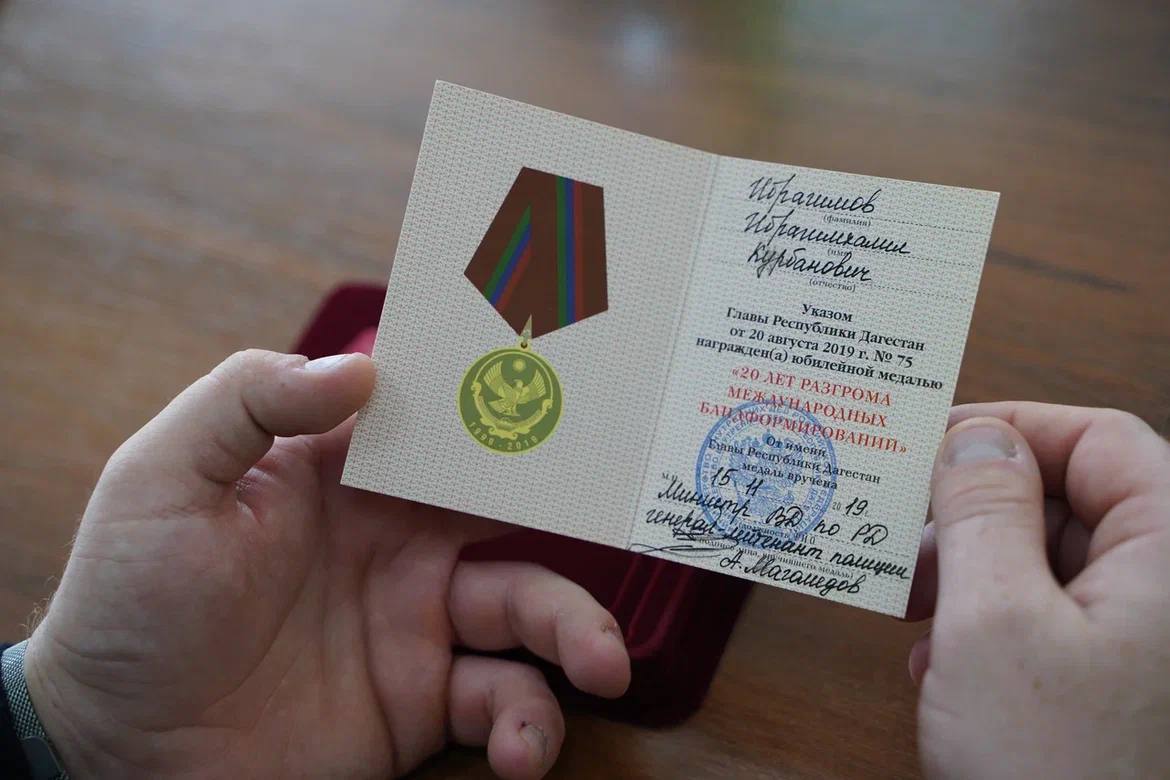 1999 - 2019
Ибрагимов
(фамилия)
Ибрагимхалил
(имя)
Курбанович
(отчество)
Указом
Главы Республики Дагестан
от 20 августа 2019 г. № 75
награжден(а) юбилейной медалью
«20 ЛЕТ РАЗГРОМА
МЕЖДУНАРОДНЫХ
БАНДФОРМИРОВАНИЙ»
От имени
Главы Республики Дагестан
медаль вручена
15 11 2019.
Министр ВД по РД
генерал-лейтенант полиции
А. Магомедов